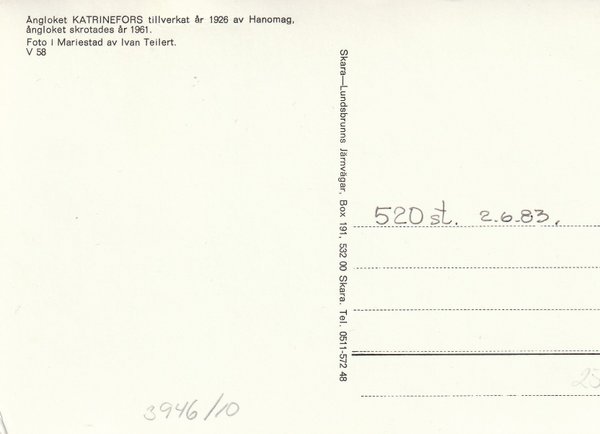 Ångloket KATRINEFORS tillverkat år 1926 av Hanomag,
ångloket skrotades år 1961.
Foto i Mariestad av Ivan Teilert.
V 58
Skara—Lundsbrunns Järnvägar, Box 191, 532 00 Skara. Tel. 0511-572 48
520 st. 2.6.83.
25
3946/10